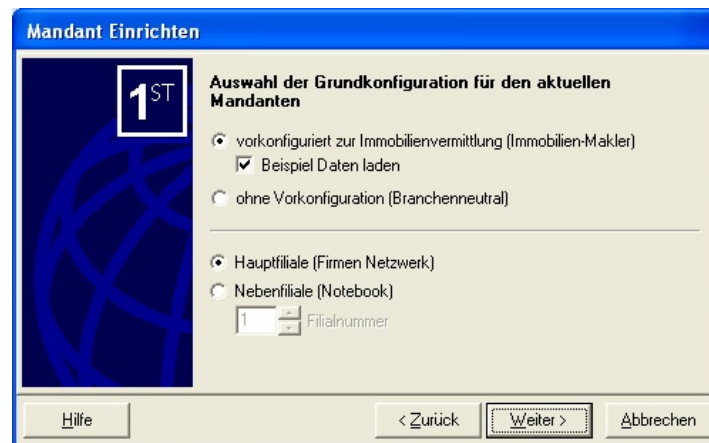 Mandant Einrichten
1ST
Auswahl der Grundkonfiguration für den aktuellen
Mandanten
vorkonfiguriert zur Immobilienvermittlung (Immobilien-Makler)
Beispiel Daten laden
ohne Vorkonfiguration (Branchenneutral)
Hauptfiliale (Firmen Netzwerk)
Nebenfiliale (Notebook)
1 Filialnummer
Hilfe < Zurück Weiter > Abbrechen